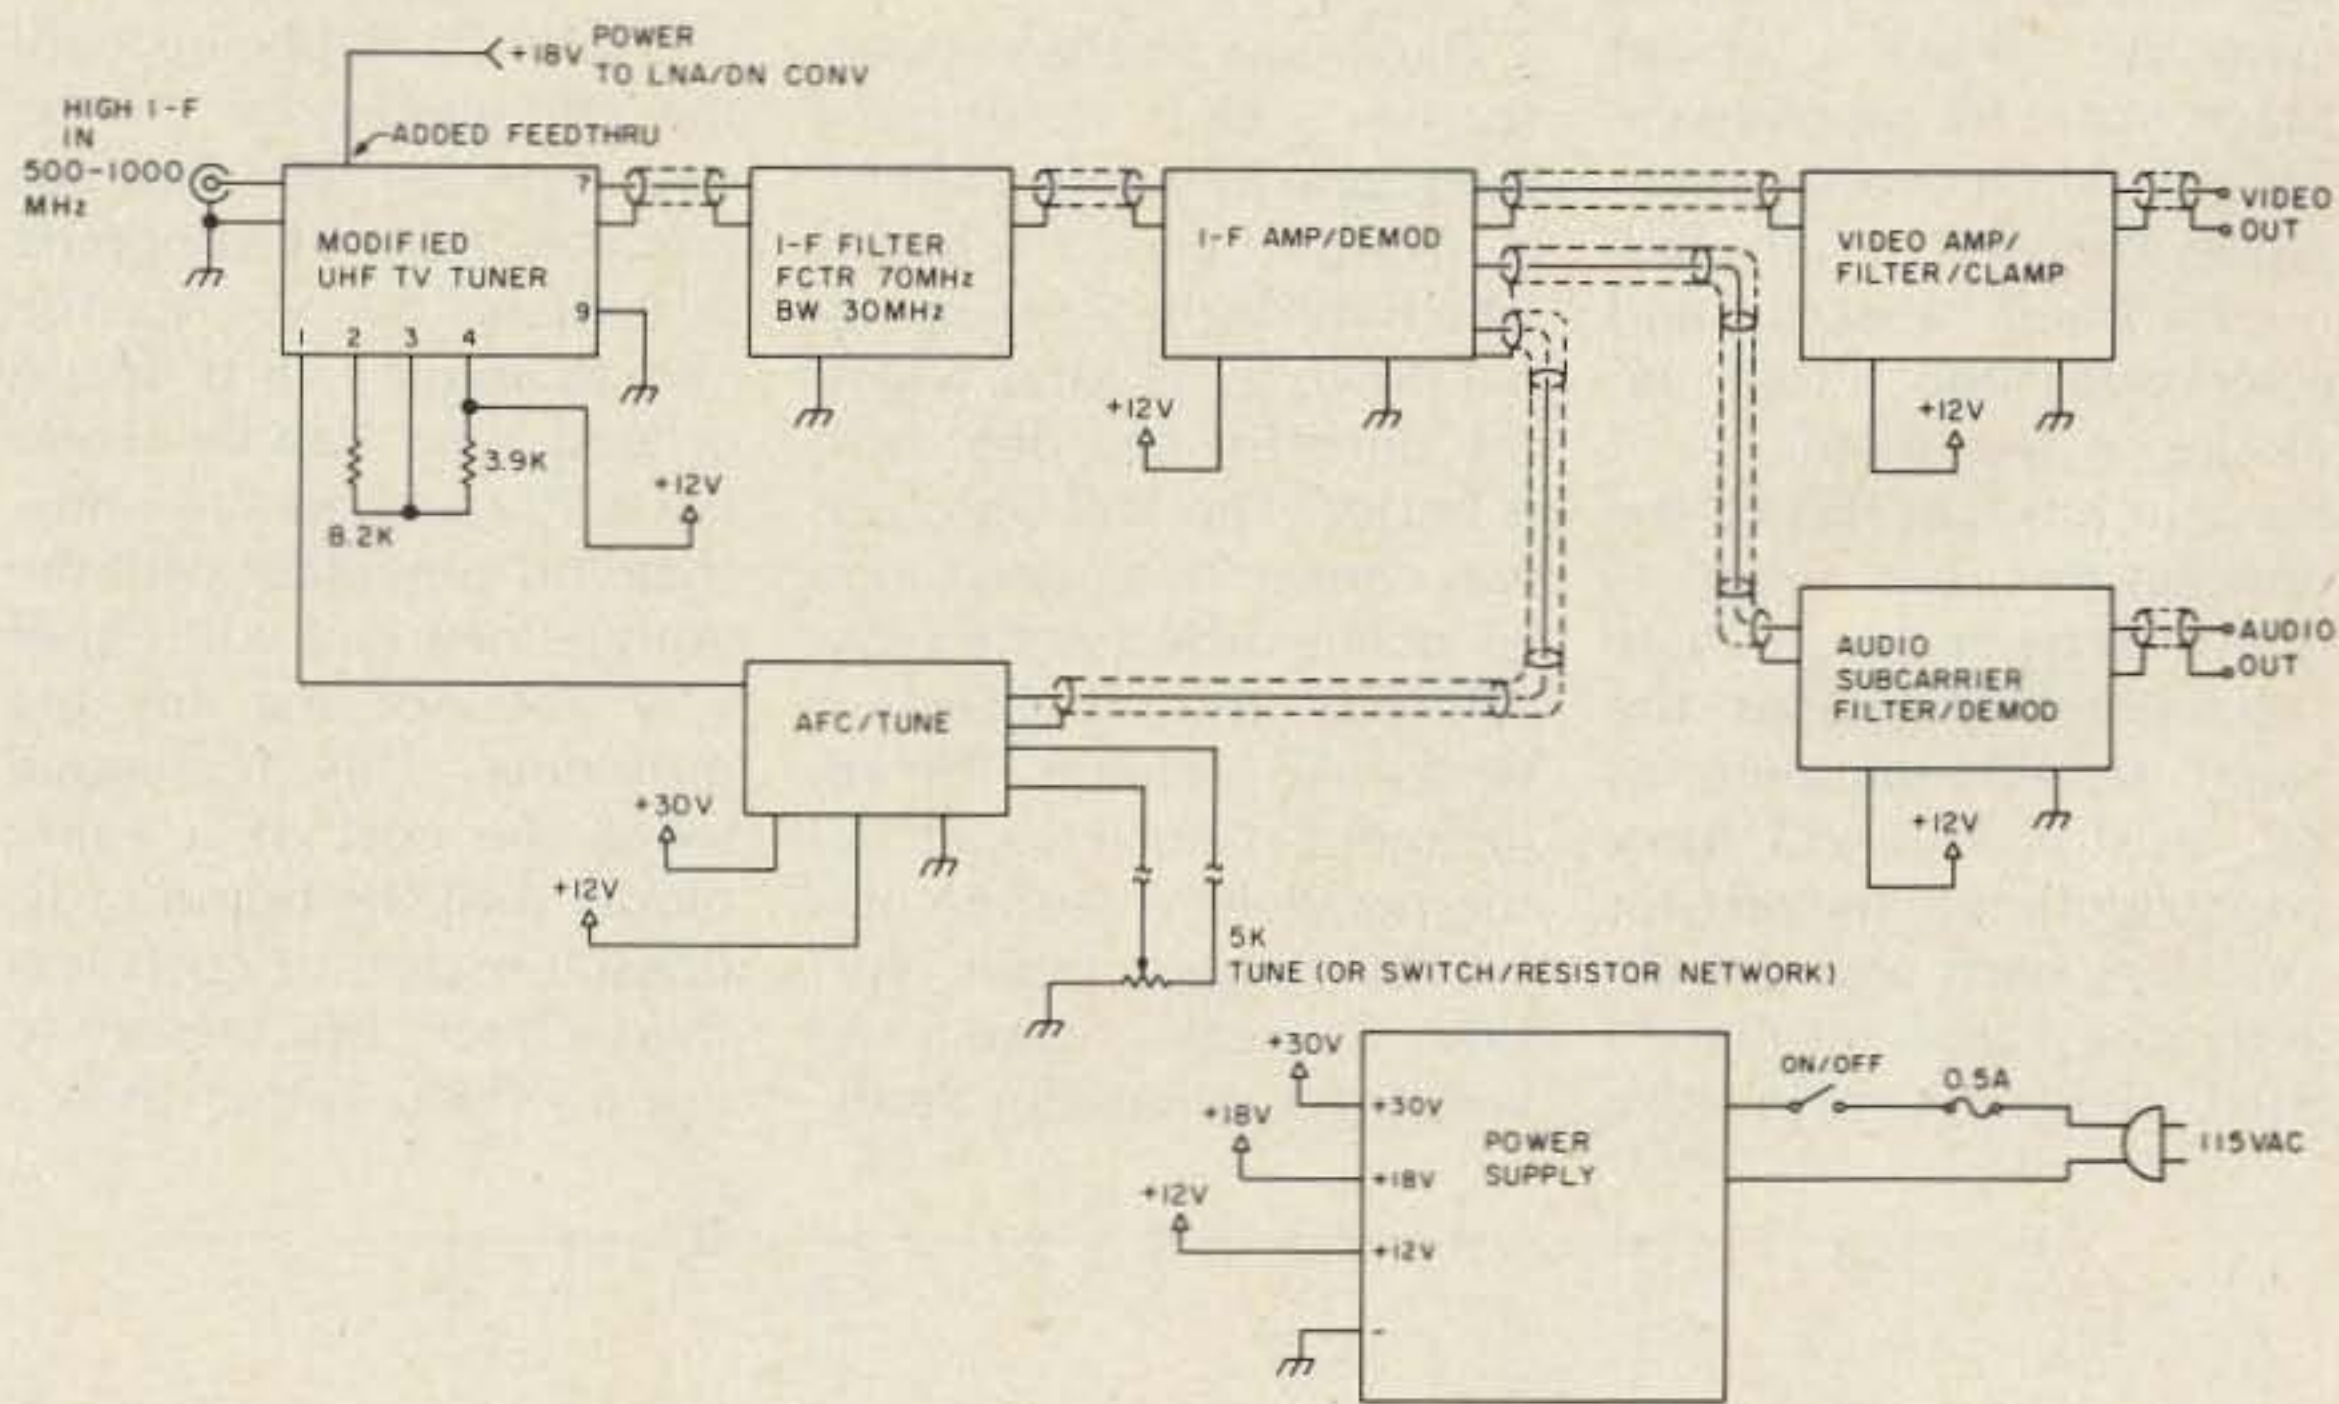 +18V POWER
TO LNA/DN CONV
HIGH I-F
IN
500-1000
MHz
ADDED FEEDTHRU
MODIFIED
UHF TV TUNER
7
9
1 2 3 4
I-F FILTER
FCTR 70MHz
BW 30MHz
I-F AMP/DEMOD
VIDEO AMP/
FILTER/CLAMP
VIDEO
OUT
3.9K
8.2K
+12V
+12V
+12V
AUDIO
SUBCARRIER
FILTER/DEMOD
AUDIO
OUT
+12V
AFC/TUNE
+30V
+12V
5K
TUNE (OR SWITCH/RESISTOR NETWORK)
+30V
+18V
+12V
+30V
+18V
+12V
-
POWER
SUPPLY
ON/OFF
0.5A
115VAC